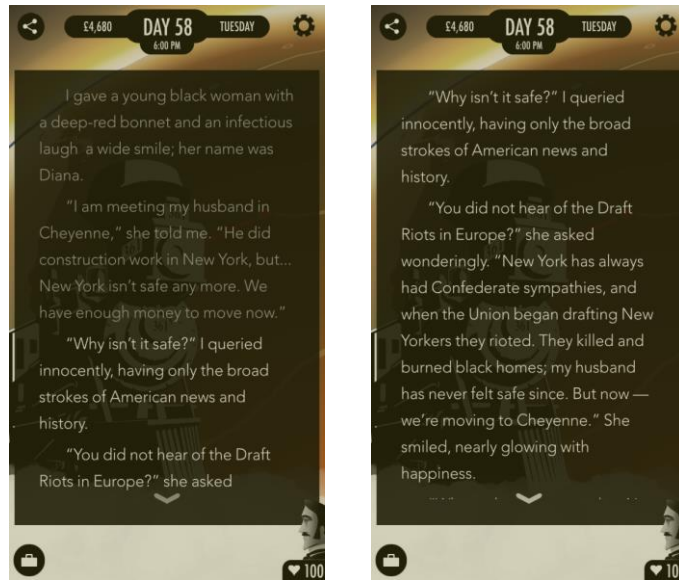 £4,680 DAY 58 TUESDAY
6:00 PM
I gave a young black woman with
a deep-red bonnet and an infectious
laugh a wide smile; her name was
Diana.
"I am meeting my husband in
Cheyenne," she told me. "He did
construction work in New York, but...
New York isn't safe any more. We
have enough money to move now."
"Why isn't it safe?" I queried
innocently, having only the broad
strokes of American news and
history.
"You did not hear of the Draft
Riots in Europe?" she asked
100
£4,680 DAY 58 TUESDAY
6:00 PM
"Why isn't it safe?" I queried
innocently, having only the broad
strokes of American news and
history.
"You did not hear of the Draft
Riots in Europe?" she asked
wonderingly. "New York has always
had Confederate sympathies, and
when the Union began drafting New
Yorkers they rioted. They killed and
burned black homes; my husband
has never felt safe since. But now —
we're moving to Cheyenne." She
smiled, nearly glowing with
happiness.
10